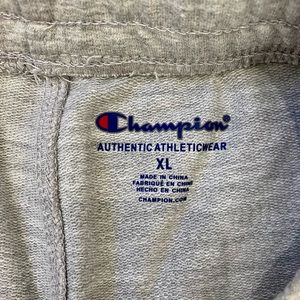 Champion®
AUTHENTIC ATHLETICWEAR
XL
MADE IN CHINA
FABRIQUÉ EN CHINE
HECHO EN CHINA
CHAMPION.COM